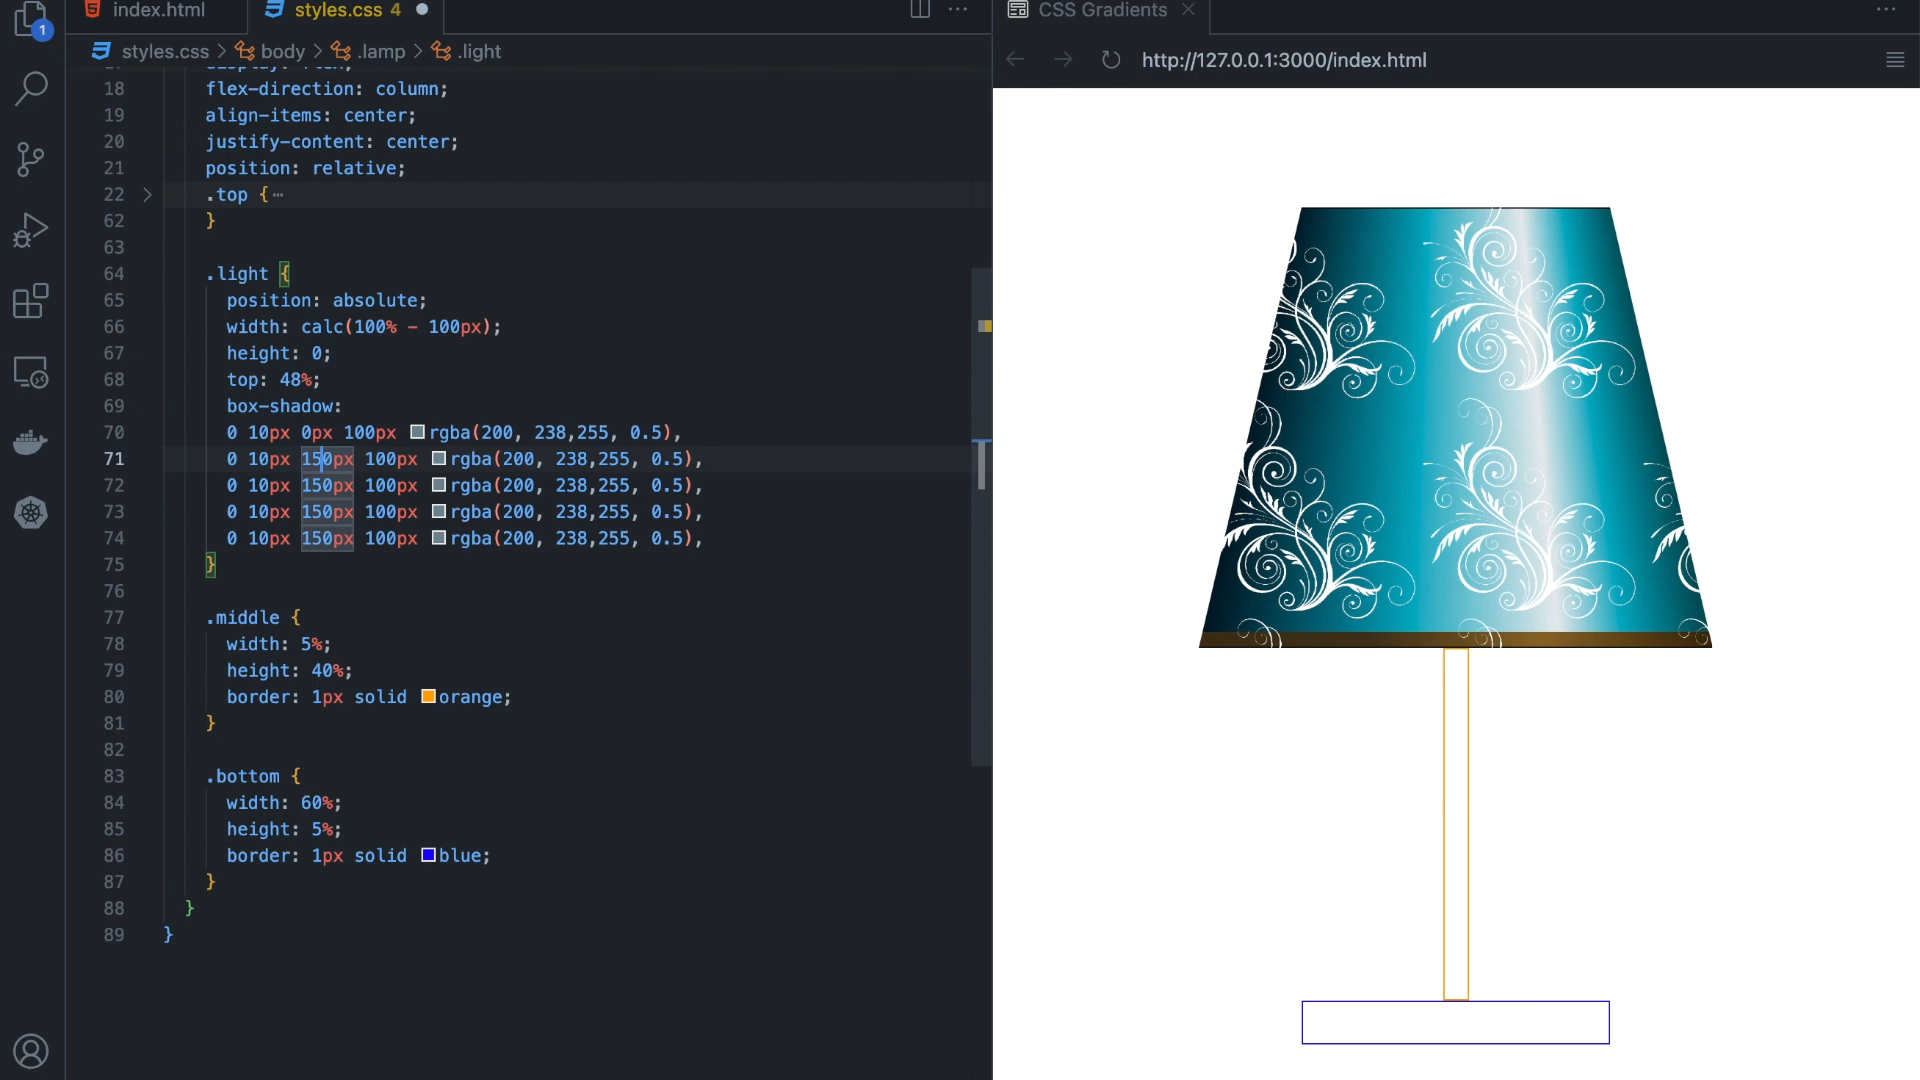 1
index.html
styles.css 4
CSS Gradients
styles.css > body > .lamp > .light
http://127.0.0.1:3000/index.html
18 flex-direction: column;
19 align-items: center;
20 justify-content: center;
21 position: relative;
22 .top {
62 }
63
64 .light {
65 position: absolute;
66 width: calc(100% - 100px);
67 height: 0;
68 top: 48%;
69 box-shadow:
70 0 10px 0px 100px rgba(200, 238,255, 0.5),
71 0 10px 150px 100px rgba(200, 238,255, 0.5),
72 0 10px 150px 100px rgba(200, 238,255, 0.5),
73 0 10px 150px 100px rgba(200, 238,255, 0.5),
74 0 10px 150px 100px rgba(200, 238,255, 0.5),
75 }
76
77 .middle {
78 width: 5%;
79 height: 40%;
80 border: 1px solid orange;
81 }
82
83 .bottom {
84 width: 60%;
85 height: 5%;
86 border: 1px solid blue;
87 }
88 }
89 }